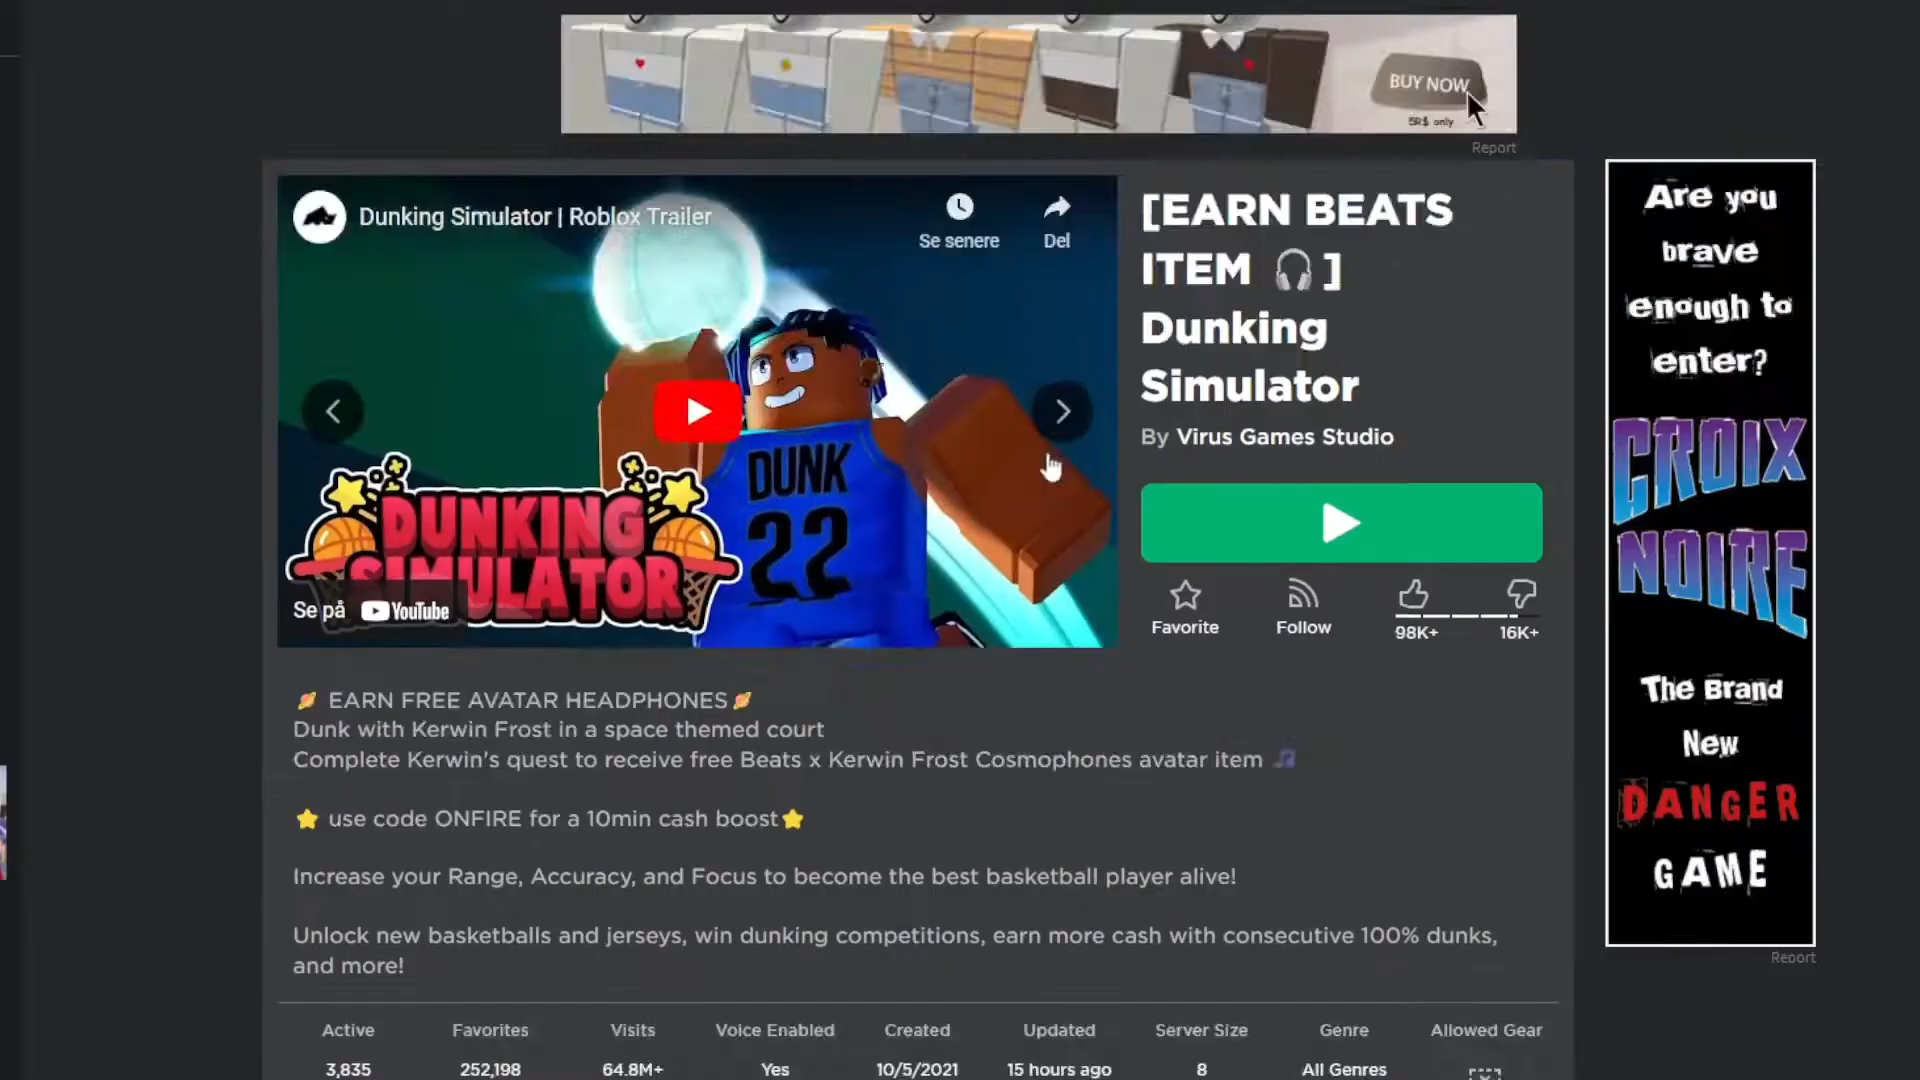 BUY NOW
5R$ only
Report
Dunking Simulator | Roblox Trailer
Se senere
Del
DUNK
22
DUNKING
SIMULATOR
Se på YouTube
[EARN BEATS
ITEM 🎧 ]
Dunking
Simulator
By Virus Games Studio
Favorite
Follow
98K+
16K+
🪐 EARN FREE AVATAR HEADPHONES🪐
Dunk with Kerwin Frost in a space themed court
Complete Kerwin's quest to receive free Beats x Kerwin Frost Cosmophones avatar item 🎵
⭐ use code ONFIRE for a 10min cash boost⭐
Increase your Range, Accuracy, and Focus to become the best basketball player alive!
Unlock new basketballs and jerseys, win dunking competitions, earn more cash with consecutive 100% dunks,
and more!
Active Favorites Visits Voice Enabled Created Updated Server Size Genre Allowed Gear
3,835 252,198 64.8M+ Yes 10/5/2021 15 hours ago 8 All Genres
Are you
brave
enough to
enter?
CROIX
NOIRE
The Brand
New
DANGER
GAME
Report